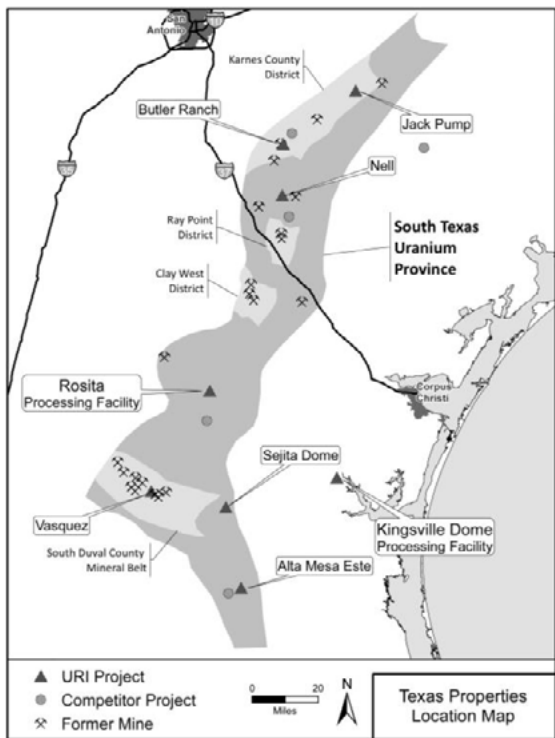 San
Antonio
Karnes County
District
Butler Ranch
Jack Pump
Nell
35
37
Ray Point
District
South Texas
Uranium
Province
Clay West
District
Corpus
Christi
Rosita
Processing Facility
Sejita Dome
Vasquez
Kingsville Dome
Processing Facility
South Duval County
Mineral Belt
Alta Mesa Este
URI Project
Competitor Project
Former Mine
0 20
Miles
N
Texas Properties
Location Map